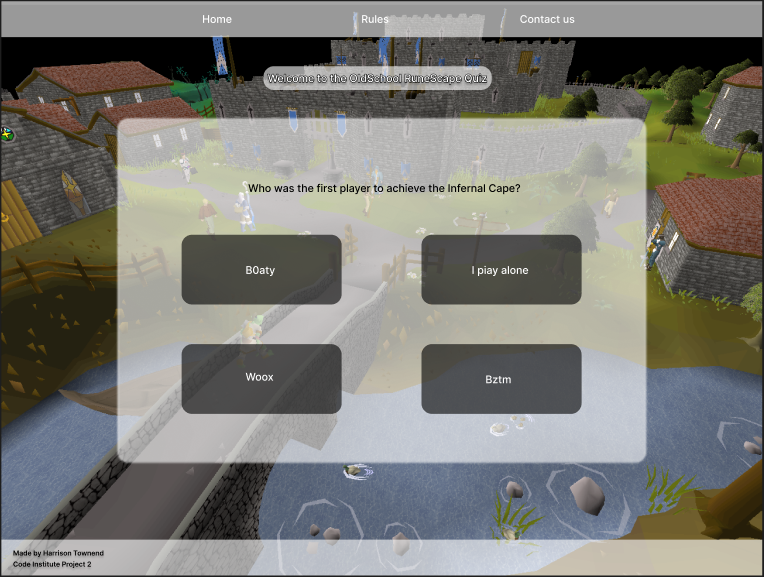 Home Rules Contact us
Welcome to the OldSchool RuneScape Quiz
Who was the first player to achieve the Infernal Cape?
B0aty
I piay alone
Woox
Bztm
Made by Harrison Townend
Code Institute Project 2